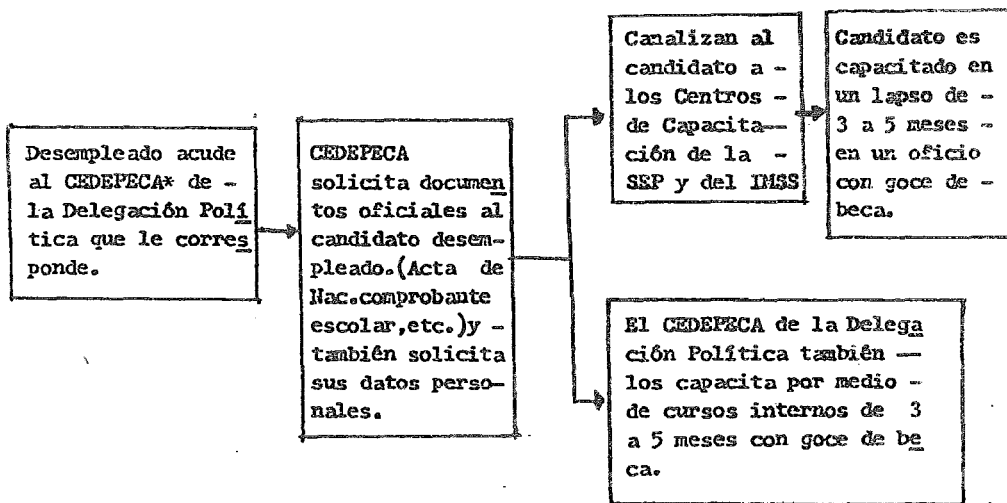 Desempleado acude
al CEDEPECA* de -
la Delegación Polí
tica que le corres
ponde.
CEDEPECA
solicita documen
tos oficiales al
candidato desem-
pleado.(Acta de
Nac.comprobante
escolar,etc.)y -
también solicita
sus datos perso-
nales.
Canalizan al
candidato a -
los Centros -
de Capacita—
ción de la -
SEP y del IMSS
Candidato es
capacitado en
un lapso de -
3 a 5 meses -
en un oficio
con goce de -
beca.
El CEDEPECA de la Delega
ción Política también —
los capacita por medio -
de cursos internos de 3
a 5 meses con goce de be
ca.